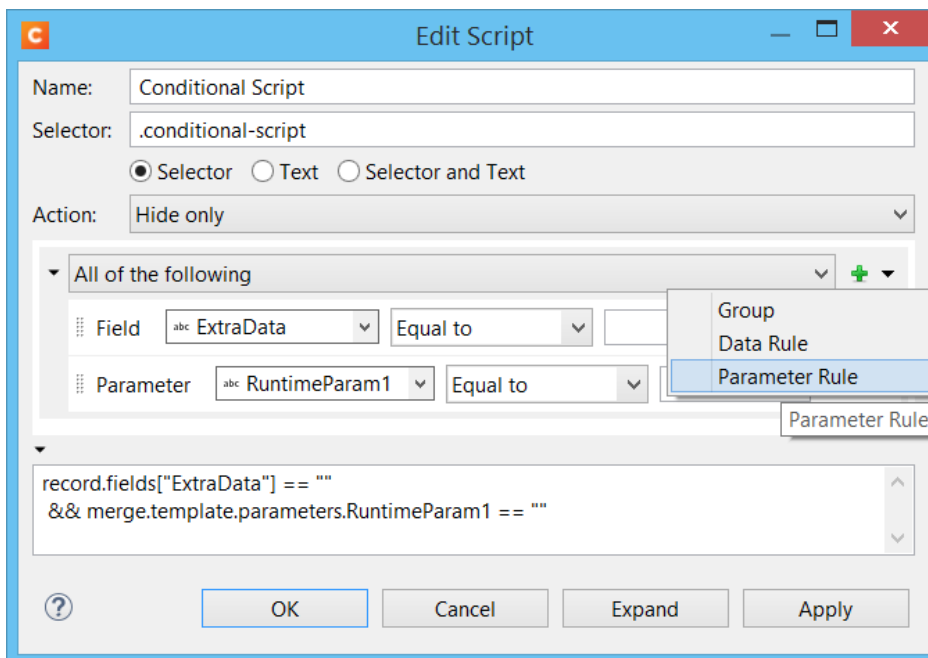 C
Edit Script
Name: Conditional Script
Selector: .conditional-script
Selector Text Selector and Text
Action: Hide only
All of the following
Group
Field abc ExtraData Equal to
Data Rule
Parameter abc RuntimeParam1 Equal to
Parameter Rule
Parameter Rule
record.fields["ExtraData"] == ""
&& merge.template.parameters.RuntimeParam1 == ""
? OK Cancel Expand Apply